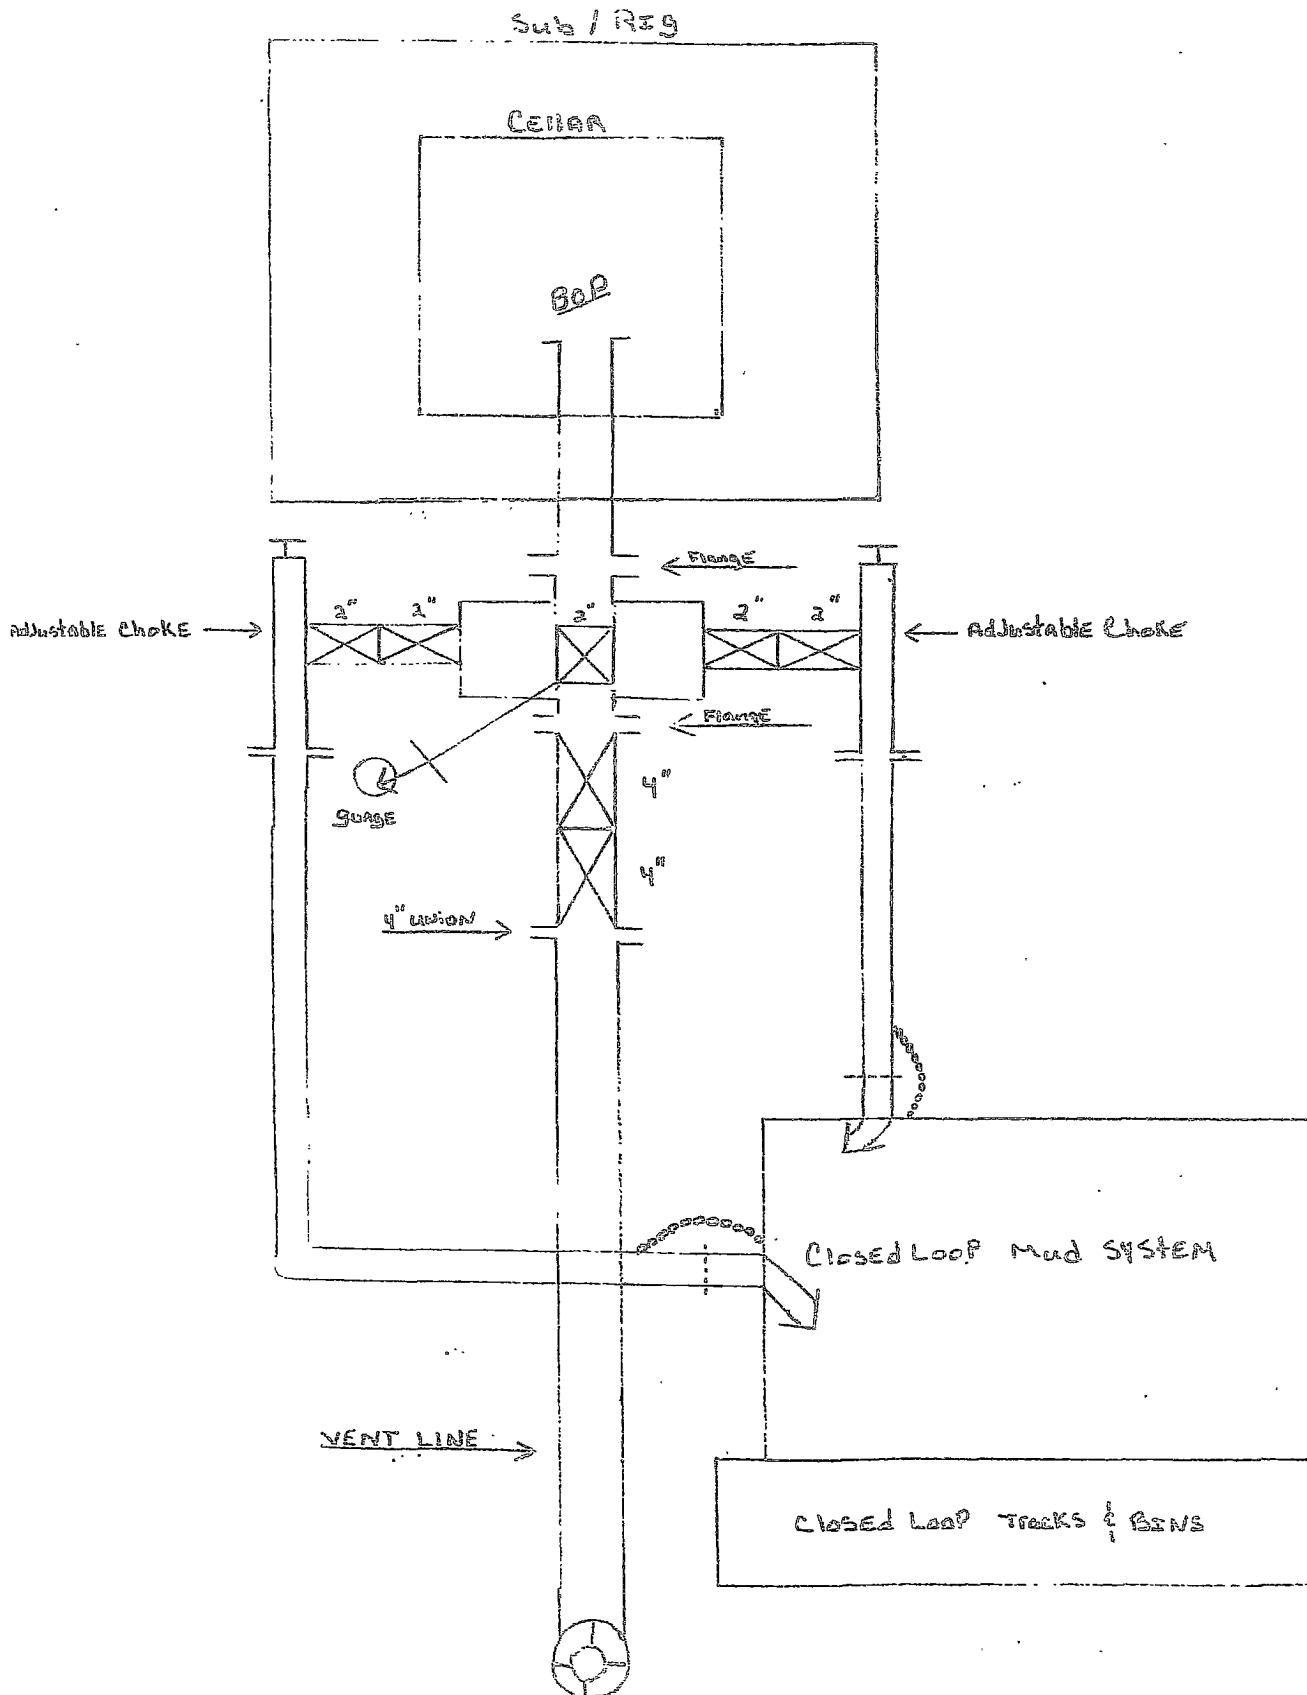 Sub / RIg
CEllAR
BOP
FlangE
2" 2" 2" 2" 2"
Adjustable ChoKE
AdjustablE ChoKE
FlangE
guagE
4"
4"
4" union
Closed Loop Mud SYSTEM
VENT LINE
Closed Loop Tracks & BINS